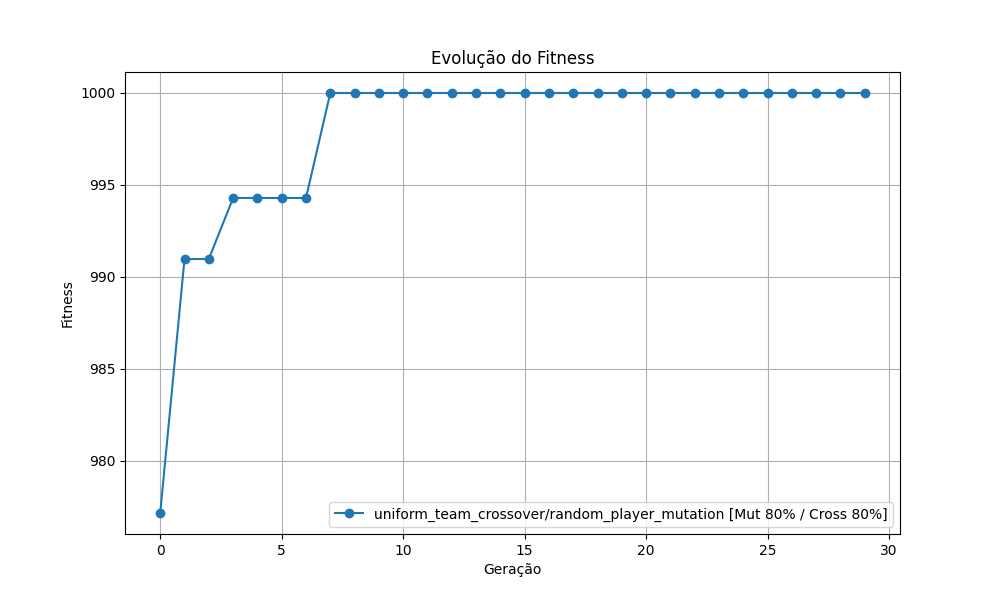 Evolução do Fitness
Fitness
1000
995
990
985
980
uniform_team_crossover/random_player_mutation [Mut 80% / Cross 80%]
0 5 10 15 20 25 30
Geração